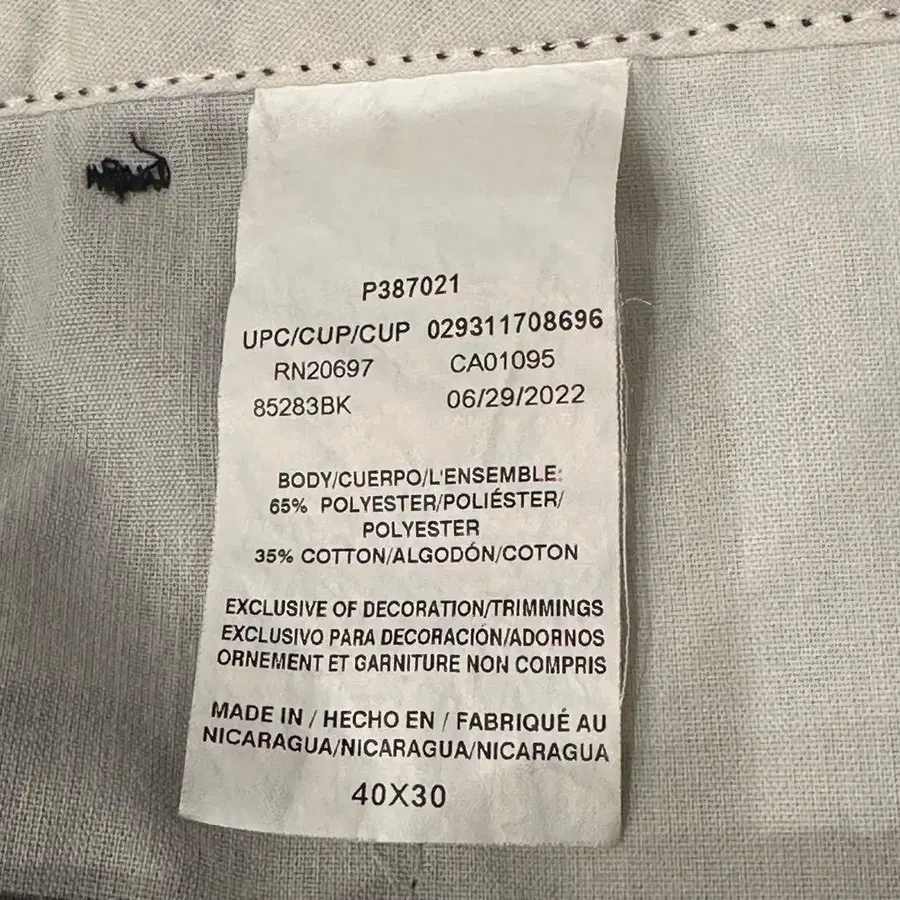 P387021
UPC/CUP/CUP 029311708696
RN20697 CA01095
85283BK 06/29/2022
BODY/CUERPO/L'ENSEMBLE:
65% POLYESTER/POLIÉSTER/
POLYESTER
35% COTTON/ALGODÓN/COTON
EXCLUSIVE OF DECORATION/TRIMMINGS
EXCLUSIVO PARA DECORACIÓN/ADORNOS
ORNEMENT ET GARNITURE NON COMPRIS
MADE IN / HECHO EN / FABRIQUÉ AU
NICARAGUA/NICARAGUA/NICARAGUA
40X30